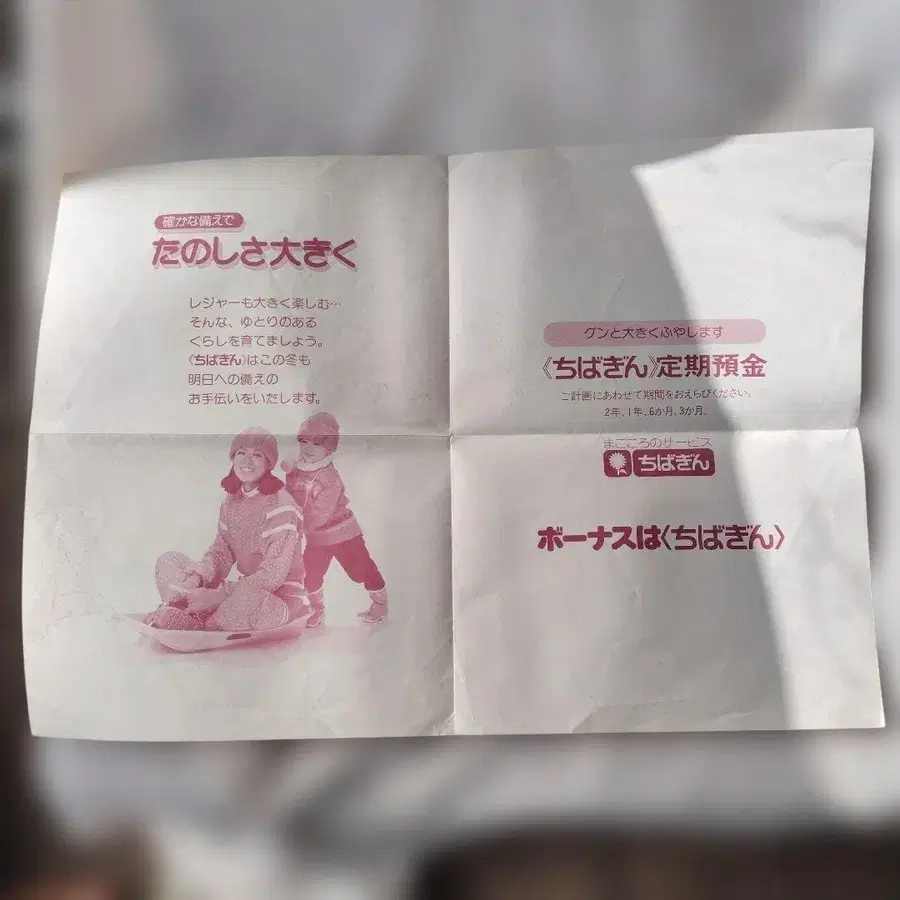 確かな備えで
たのしさ大きく
レジャーも大きく楽しむ…
そんな、ゆとりのある
くらしを育てましょう。
《ちばぎん》はこの冬も
明日への備えの
お手伝いをいたします。
グンと大きくふやします
《ちばぎん》定期預金
ご計画にあわせて期間をおえらびください。
2年、1年、6か月、3か月。
まごころのサービス
ちばぎん
ボーナスは〈ちばぎん〉